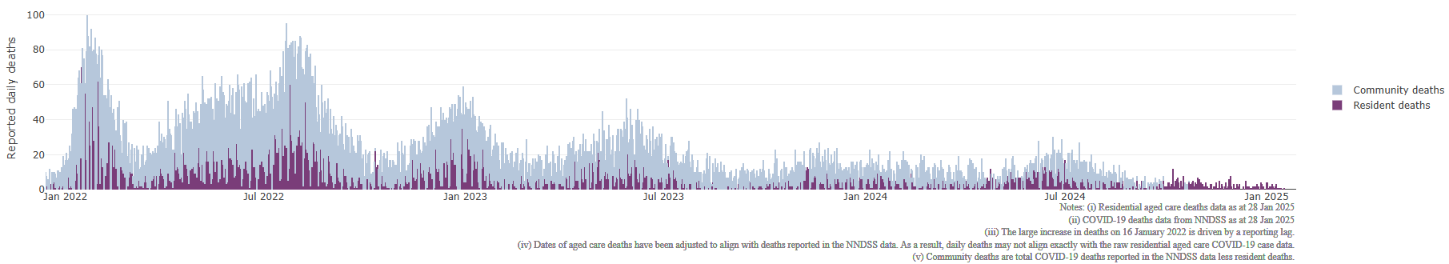 Reported daily deaths
100
80
60
40
20
0
Jan 2022
Jul 2022
Jan 2023
Jul 2023
Jan 2024
Jul 2024
Jan 2025
Community deaths
Resident deaths
Notes: (i) Residential aged care deaths data as at 28 Jan 2025
(ii) COVID-19 deaths data from NNDSS as at 28 Jan 2025
(iii) The large increase in deaths on 16 January 2022 is driven by a reporting lag.
(iv) Dates of aged care deaths have been adjusted to align with deaths reported in the NNDSS data. As a result, daily deaths may not align exactly with the raw residential aged care COVID-19 case data.
(v) Community deaths are total COVID-19 deaths reported in the NNDSS data less resident deaths.